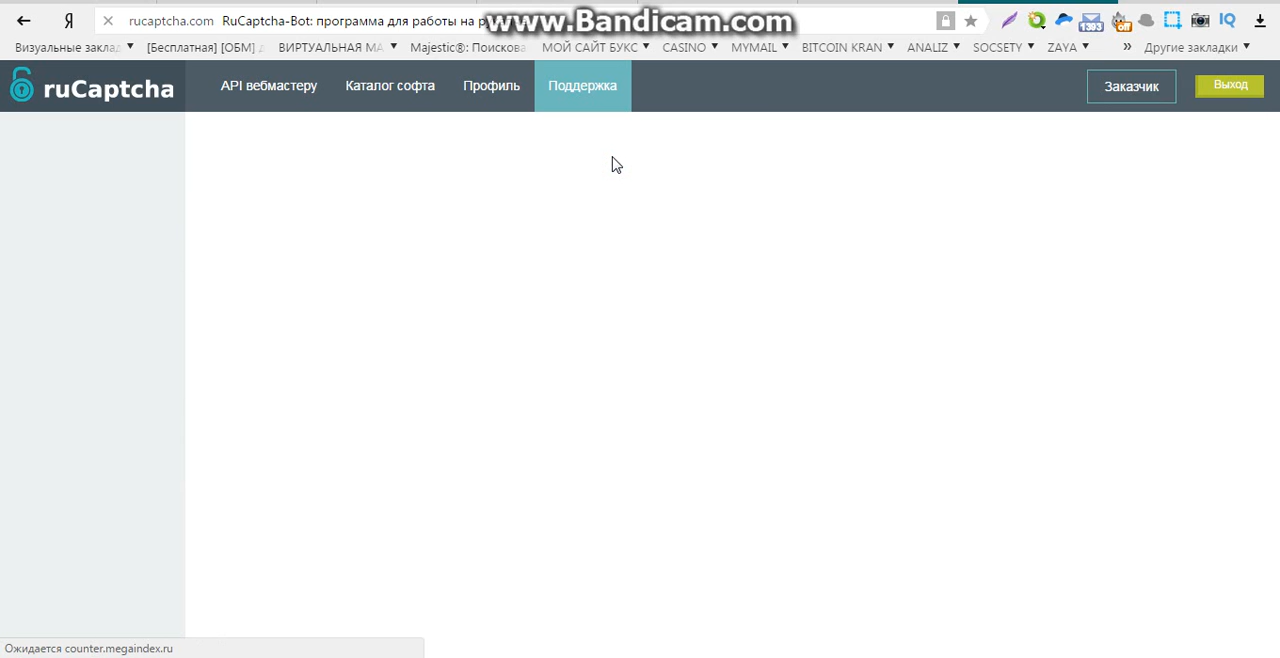 Я rucaptcha.com RuCaptcha-Bot: программа для работы на
www.Bandicam.com
1393 Off IQ
Визуальные заклад [Бесплатная] [ОБМ] ВИРТУАЛЬНАЯ МА Majestic®: Поискова МОЙ САЙТ БУКС CASINO MYMAIL BITCOIN KRAN ANALIZ SOCSETY ZAYA » Другие закладки
ruCaptcha API вебмастеру Каталог софта Профиль Поддержка Заказчик Выход
Ожидается counter.megaindex.ru